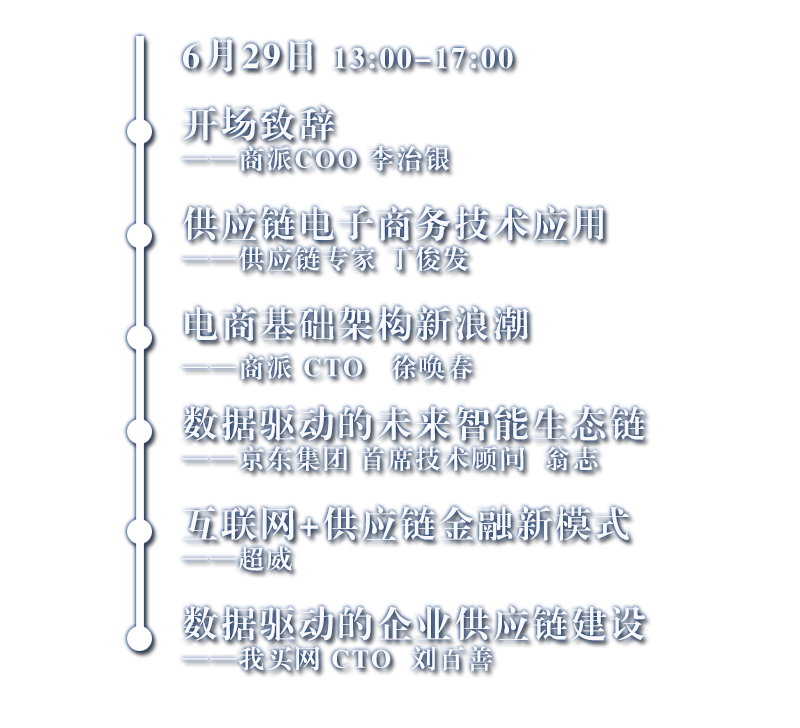 6月29日 13:00-17:00
开场致辞
——商派COO 李治银
供应链电子商务技术应用
——供应链专家 丁俊发
电商基础架构新浪潮
——商派 CTO 徐唤春
数据驱动的未来智能生态链
——京东集团 首席技术顾问 翁志
互联网+供应链金融新模式
——超威
数据驱动的企业供应链建设
——我买网 CTO 刘百善